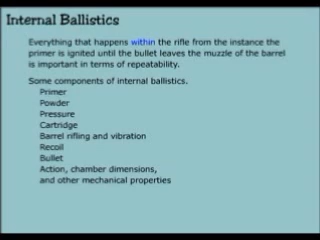 Internal Ballistics
Everything that happens within the rifle from the instance the
primer is ignited until the bullet leaves the muzzle of the barrel
is important in terms of repeatability.
Some components of internal ballistics.
Primer
Powder
Pressure
Cartridge
Barrel rifling and vibration
Recoil
Bullet
Action, chamber dimensions,
and other mechanical properties